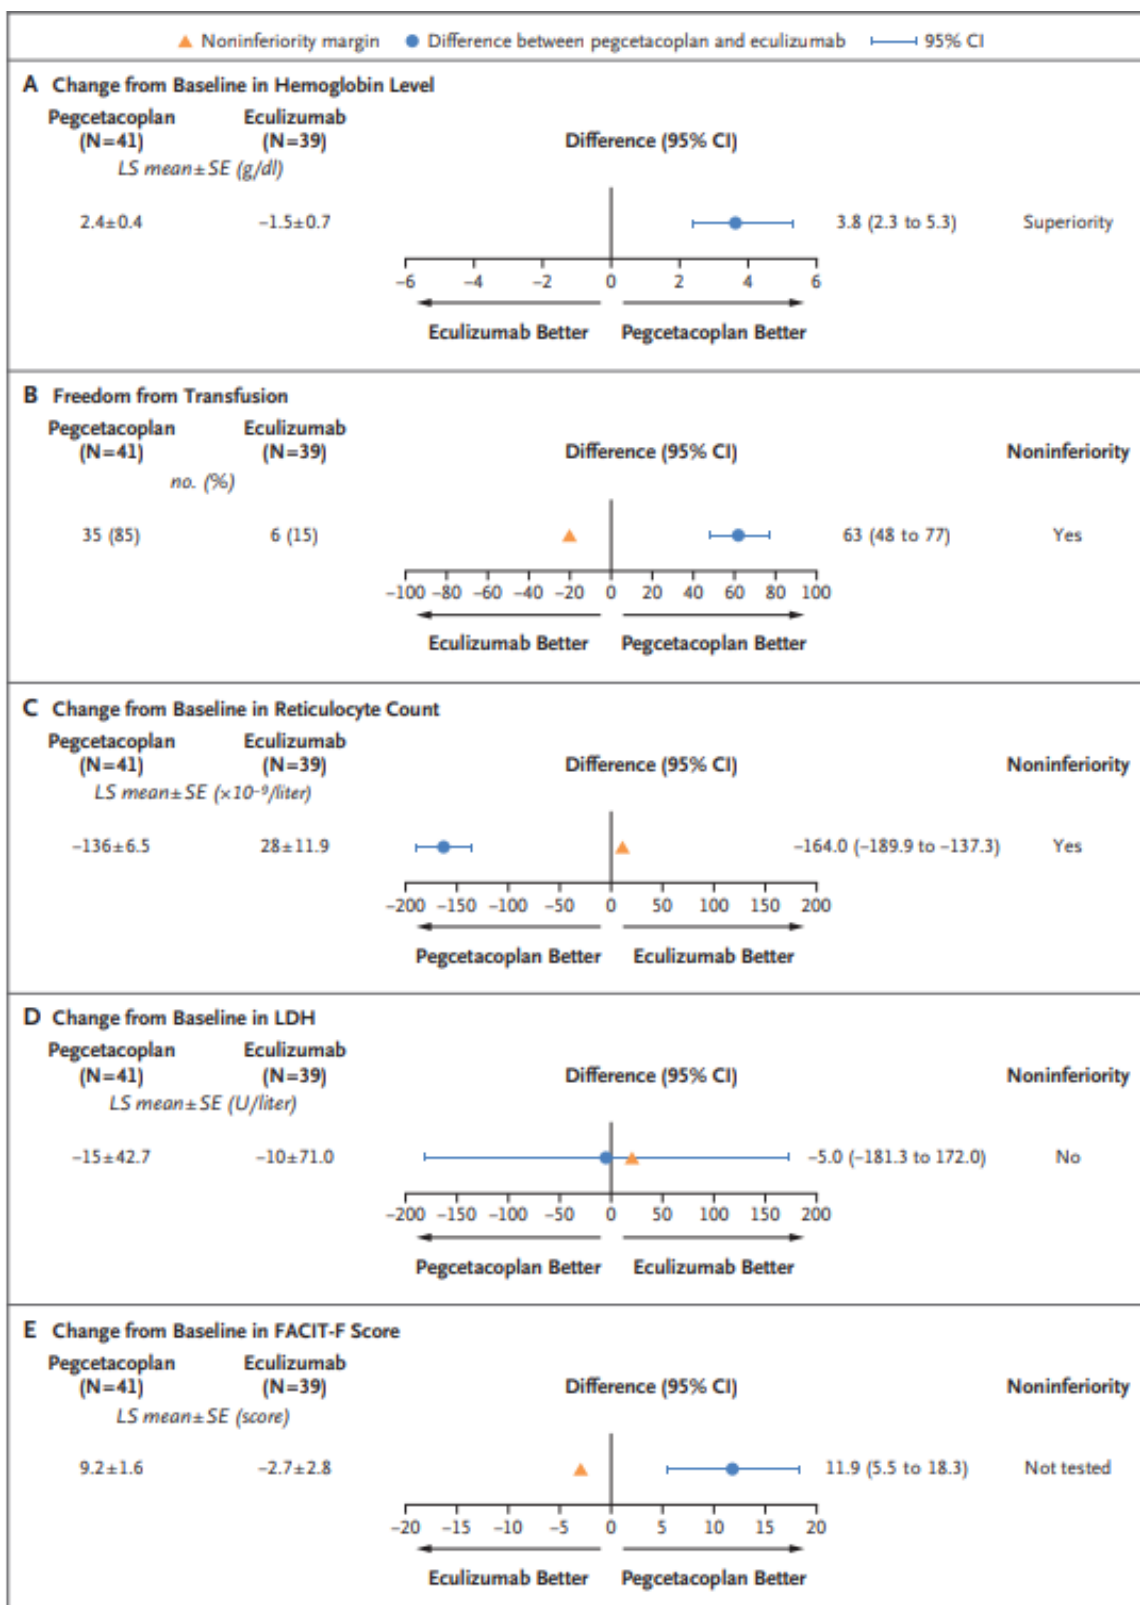 Noninferiority margin Difference between pegcetacoplan and eculizumab 95% CI
A Change from Baseline in Hemoglobin Level
Pegcetacoplan Eculizumab
(N=41) (N=39) Difference (95% CI)
LS mean±SE (g/dl)
2.4±0.4 −1.5±0.7 3.8 (2.3 to 5.3) Superiority
−6 −4 −2 0 2 4 6
Eculizumab Better Pegcetacoplan Better
B Freedom from Transfusion
Pegcetacoplan Eculizumab
(N=41) (N=39) Difference (95% CI) Noninferiority
no. (%)
35 (85) 6 (15) 63 (48 to 77) Yes
−100 −80 −60 −40 −20 0 20 40 60 80 100
Eculizumab Better Pegcetacoplan Better
C Change from Baseline in Reticulocyte Count
Pegcetacoplan Eculizumab
(N=41) (N=39) Difference (95% CI) Noninferiority
LS mean±SE (×10⁻⁹/liter)
−136±6.5 28±11.9 −164.0 (−189.9 to −137.3) Yes
−200 −150 −100 −50 0 50 100 150 200
Pegcetacoplan Better Eculizumab Better
D Change from Baseline in LDH
Pegcetacoplan Eculizumab
(N=41) (N=39) Difference (95% CI) Noninferiority
LS mean±SE (U/liter)
−15±42.7 −10±71.0 −5.0 (−181.3 to 172.0) No
−200 −150 −100 −50 0 50 100 150 200
Pegcetacoplan Better Eculizumab Better
E Change from Baseline in FACIT-F Score
Pegcetacoplan Eculizumab
(N=41) (N=39) Difference (95% CI) Noninferiority
LS mean±SE (score)
9.2±1.6 −2.7±2.8 11.9 (5.5 to 18.3) Not tested
−20 −15 −10 −5 0 5 10 15 20
Eculizumab Better Pegcetacoplan Better